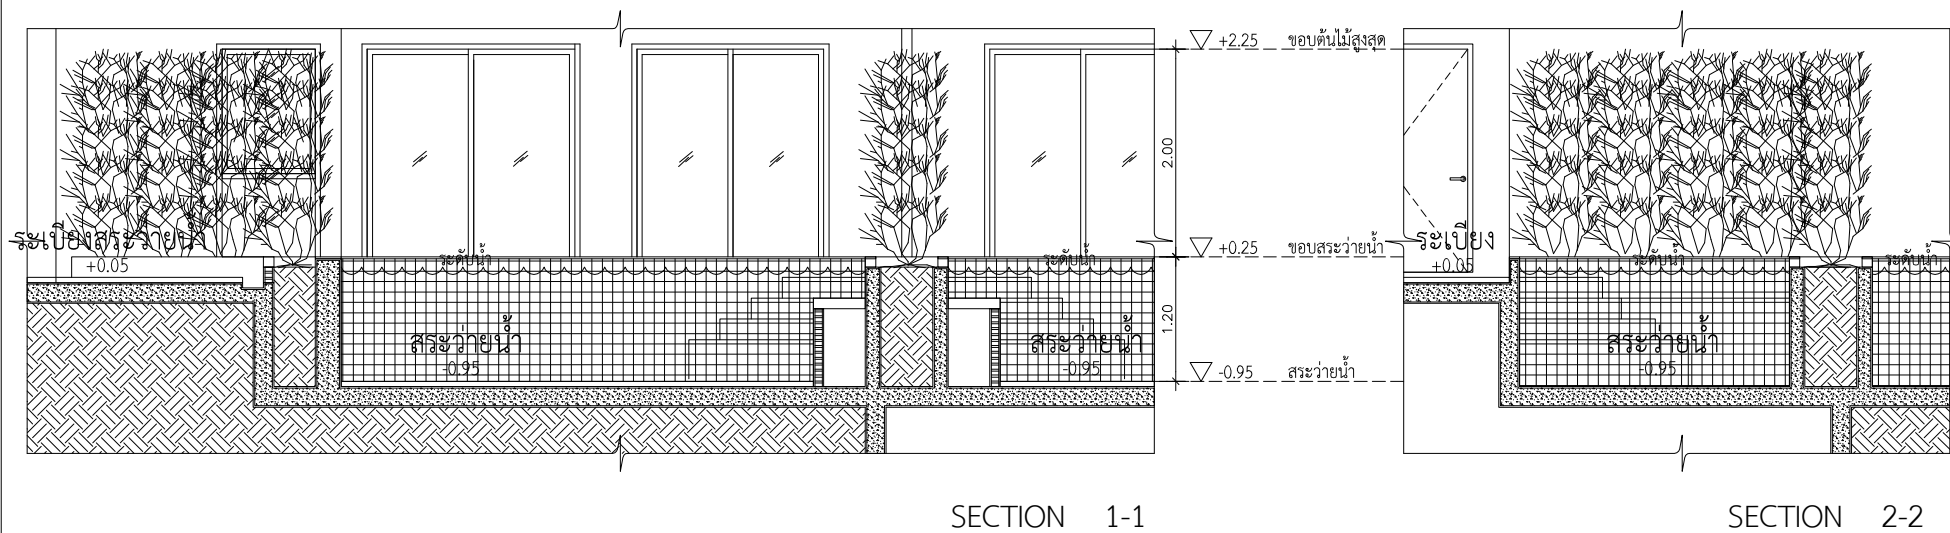 +2.25 ขอบต้นไม้สูงสุด
2.00
ระเบียงสระว่ายน้ำ
+0.05
ระดับน้ำ
ระดับน้ำ
+0.25 ขอบสระว่ายน้ำ
ระเบียง
+0.05
ระดับน้ำ
ระดับน้ำ
1.20
สระว่ายน้ำ
-0.95
สระว่ายน้ำ
-0.95
-0.95 สระว่ายน้ำ
สระว่ายน้ำ
-0.95
SECTION 1-1
SECTION 2-2